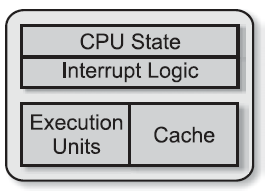 CPU State
Interrupt Logic
Execution
Units
Cache